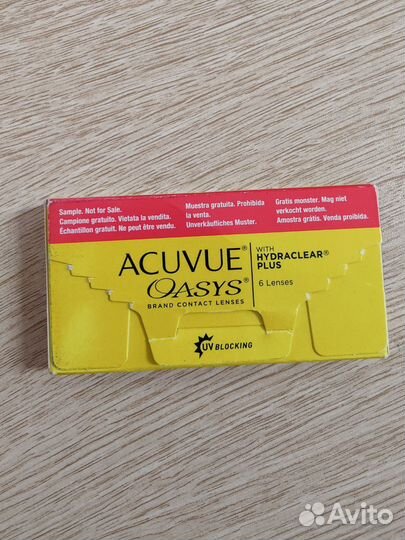 Sample. Not for Sale.
Campione gratuito. Vietata la vendita.
Échantillon gratuit. Ne peut être vendu.
Muestra gratuita. Prohibida
la venta.
Unverkäufliches Muster.
Gratis monster. Mag niet
verkocht worden.
Amostra grátis. Venda proibida.
ACUVUE®
OASYS®
BRAND CONTACT LENSES
WITH
HYDRACLEAR®
PLUS
6 Lenses
UV BLOCKING
Avito